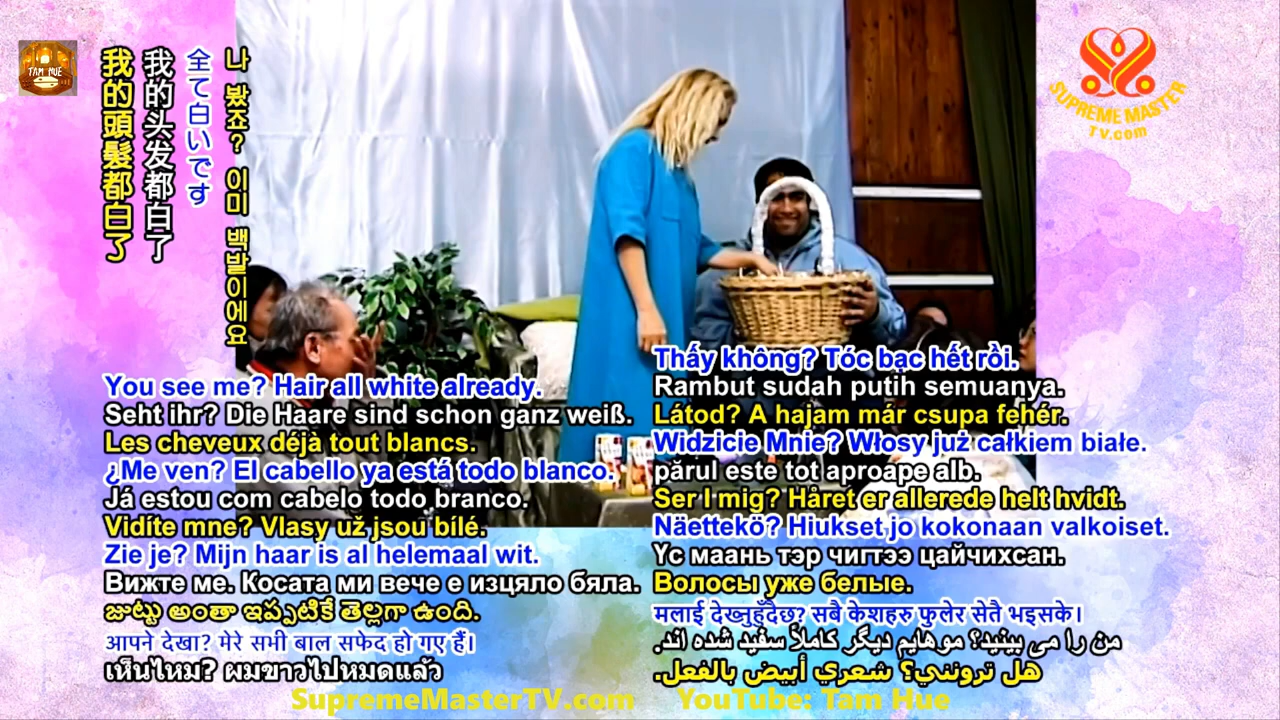 TAM HUE
SUPREME MASTER
TV.com
我的頭髮都白了
我的头发都白了
全て白いです
나 봤죠? 이미 백발이에요
You see me? Hair all white already.
Seht ihr? Die Haare sind schon ganz weiß.
Les cheveux déjà tout blancs.
¿Me ven? El cabello ya está todo blanco.
Já estou com cabelo todo branco.
Vidíte mne? Vlasy už jsou bílé.
Zie je? Mijn haar is al helemaal wit.
Вижте ме. Косата ми вече е изцяло бяла.
జుట్టు అంతా ఇప్పటికే తెల్లగా ఉంది.
आपने देखा? मेरे सभी बाल सफेद हो गए हैं।
เห็นไหม? ผมขาวไปหมดแล้ว
Thấy không? Tóc bạc hết rồi.
Rambut sudah putih semuanya.
Látod? A hajam már csupa fehér.
Widzicie Mnie? Włosy już całkiem białe.
părul este tot aproape alb.
Ser I mig? Håret er allerede helt hvidt.
Näettekö? Hiukset jo kokonaan valkoiset.
Үс маань тэр чигтээ цайчихсан.
Волосы уже белые.
मलाई देख्नुहुँदैछ? सबै केशहरु फुलेर सेतै भइसके।
من را می بینید؟ موهایم دیگر کاملاً سفید شده اند.
هل ترونني؟ شعري أبيض بالفعل.
SupremeMasterTV.com
YouTube: Tam Hue